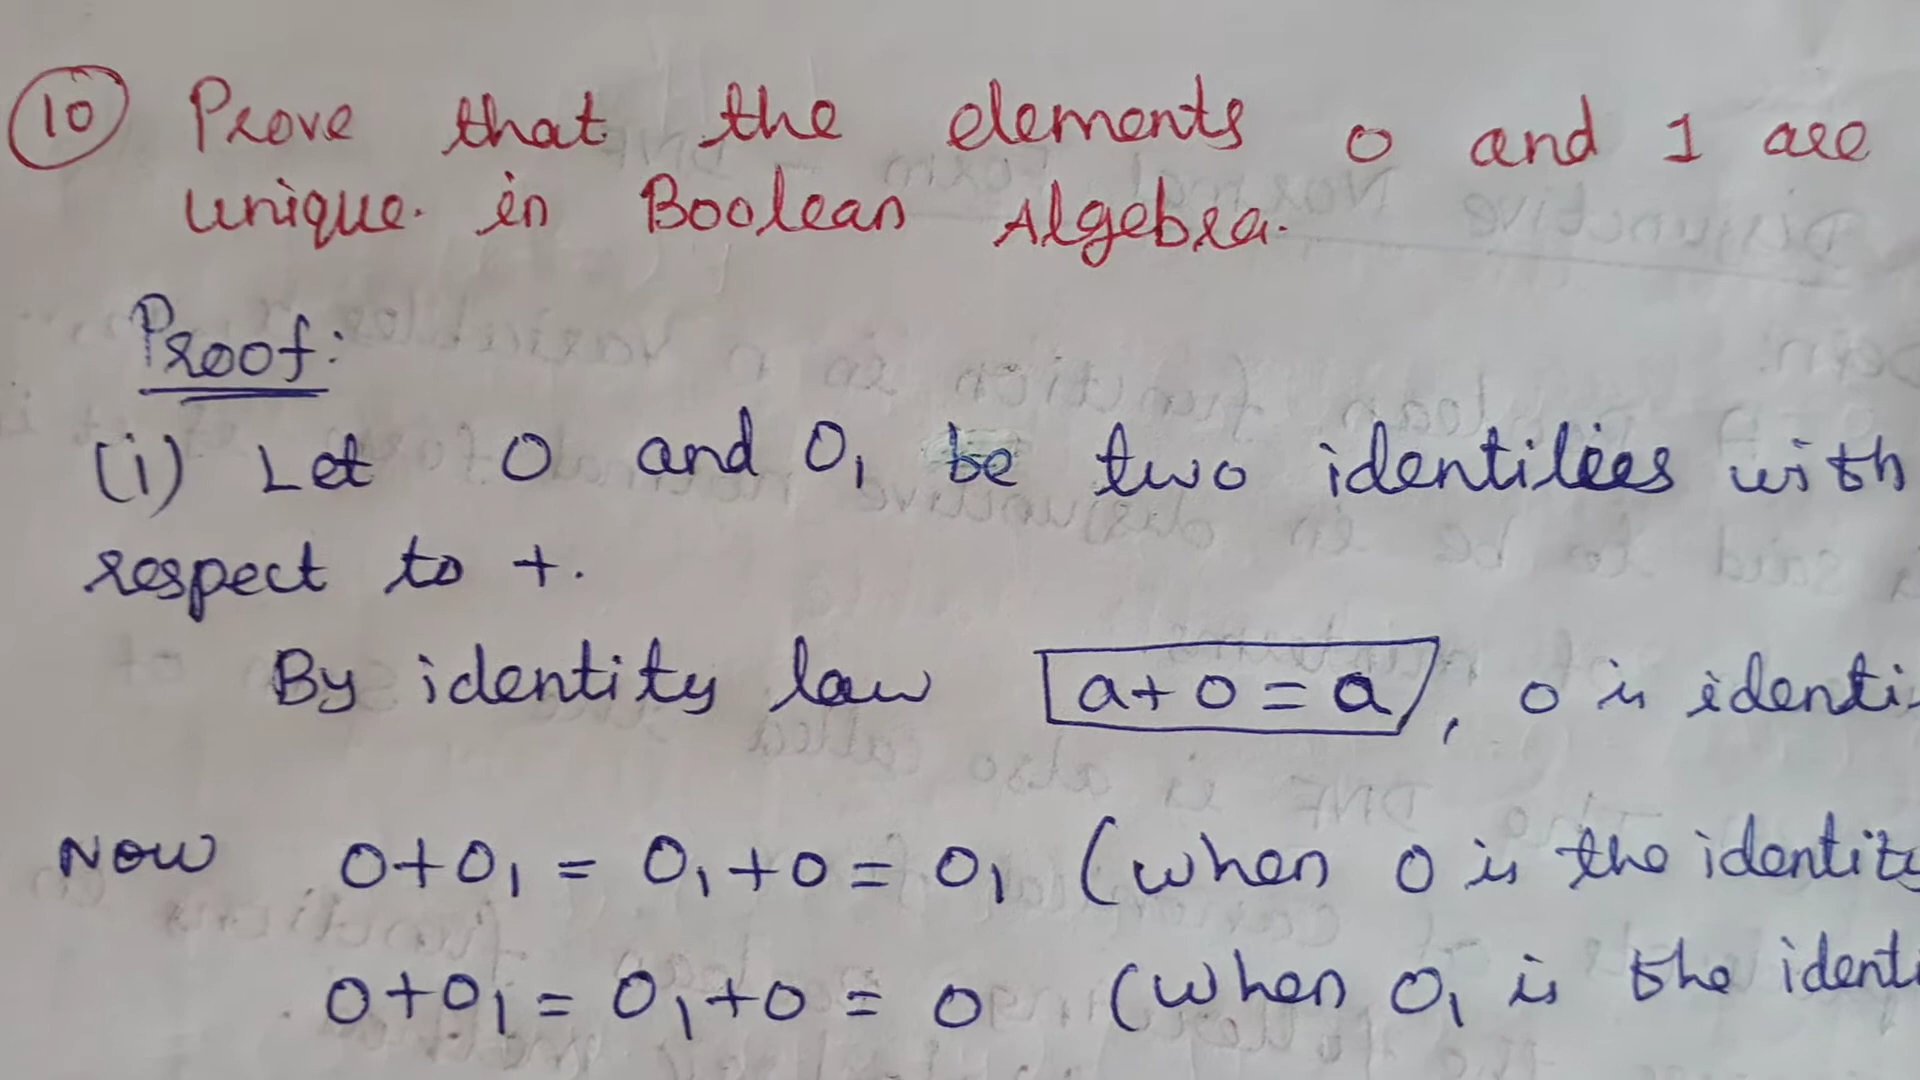 10 Prove that the elements 0 and 1 are
unique. in Boolean Algebra.
Proof:
(i) Let 0 and 0₁ be two identities with
respect to +.
By identity law a+0=a, 0 is identi
Now 0+0₁ = 0₁+0 = 0₁ (when 0 is the identity
0+0₁ = 0₁+0 = 0 (when 0₁ is the identi